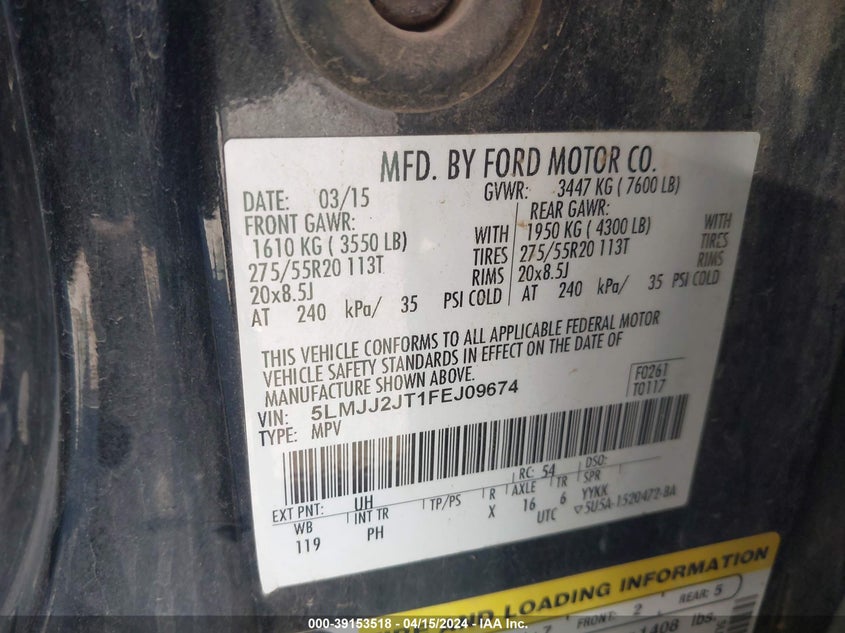 MFD. BY FORD MOTOR CO.
DATE: 03/15 GVWR: 3447 KG ( 7600 LB)
FRONT GAWR: REAR GAWR:
1610 KG ( 3550 LB) WITH 1950 KG ( 4300 LB) WITH
275/55R20 113T TIRES 275/55R20 113T TIRES
20x8.5J RIMS 20x8.5J RIMS
AT 240 kPa/ 35 PSI COLD AT 240 kPa/ 35 PSI COLD
THIS VEHICLE CONFORMS TO ALL APPLICABLE FEDERAL MOTOR
VEHICLE SAFETY STANDARDS IN EFFECT ON THE DATE OF
MANUFACTURE SHOWN ABOVE.
F0261
T0117
VIN: 5LMJJ2JT1FEJ09674
TYPE: MPV
EXT PNT: UH RC: 54 DSO:
WB INT TR TP/PS R AXLE TR SPR
119 PH X 16 6 YYKK
UTC ▽5U5A-1520472-BA
AND LOADING INFORMATION
FRONT: 2 REAR: 5
lbs.
000-39153518 - 04/15/2024 - IAAI.COM